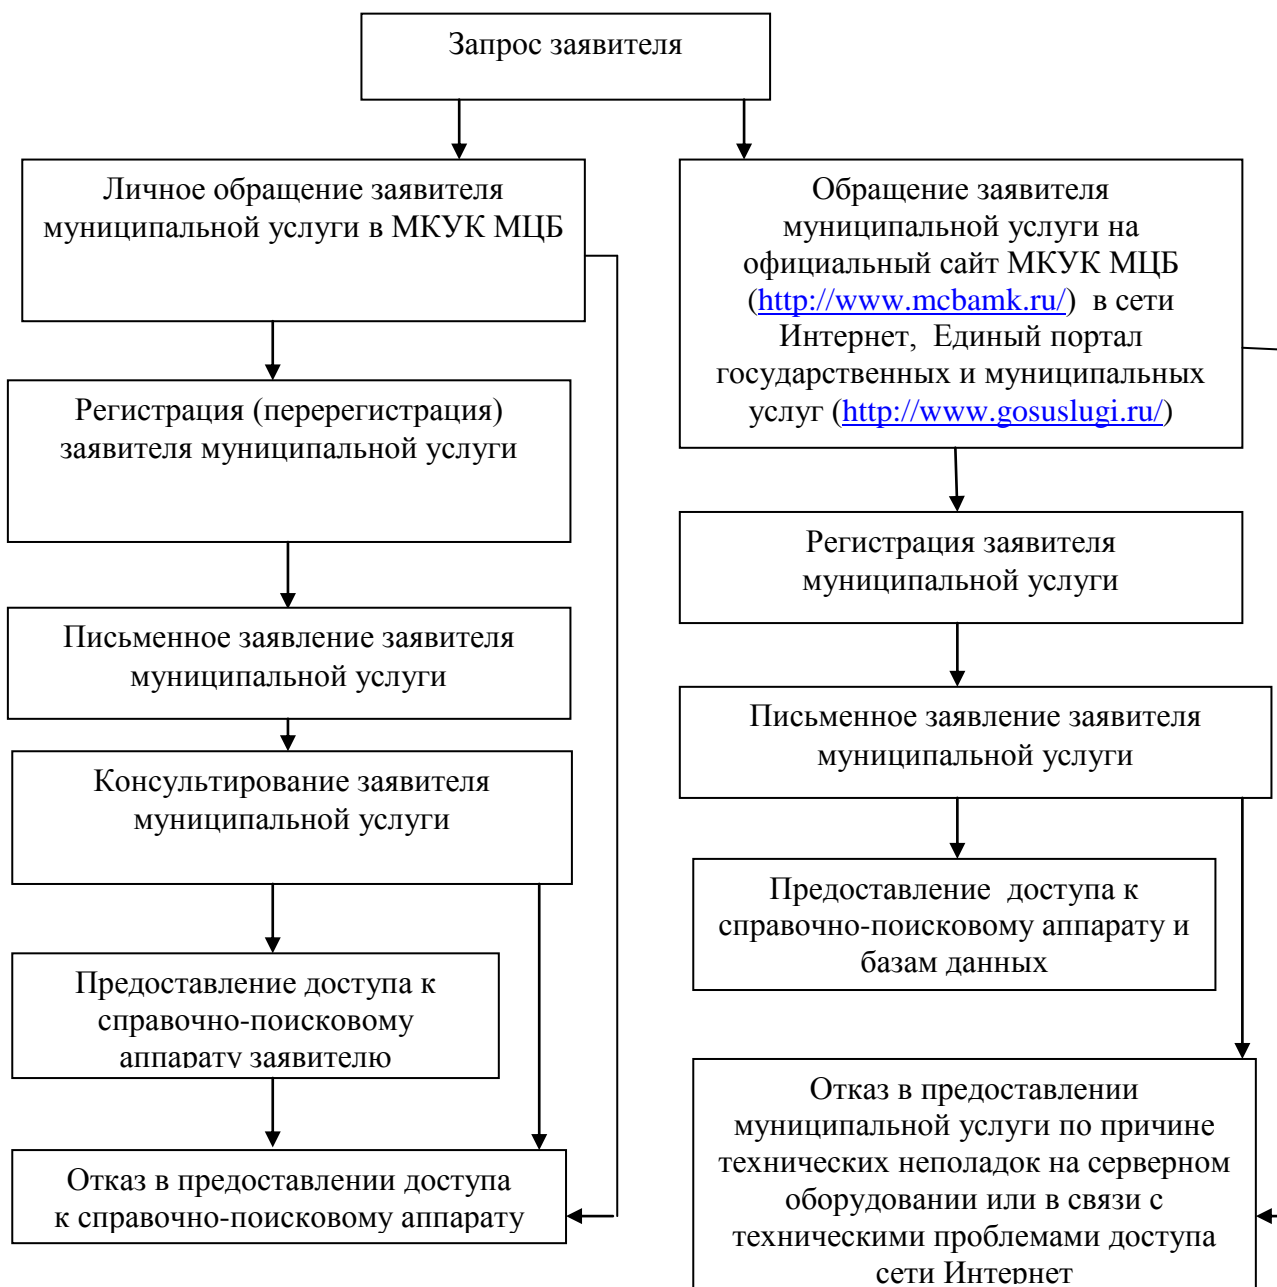 Запрос заявителя
Личное обращение заявителя
муниципальной услуги в МКУК МЦБ
Регистрация (перерегистрация)
заявителя муниципальной услуги
Письменное заявление заявителя
муниципальной услуги
Консультирование заявителя
муниципальной услуги
Предоставление доступа к
справочно-поисковому
аппарату заявителю
Отказ в предоставлении доступа
к справочно-поисковому аппарату
Обращение заявителя
муниципальной услуги на
официальный сайт МКУК МЦБ
(http://www.mcbamk.ru/) в сети
Интернет, Единый портал
государственных и муниципальных
услуг (http://www.gosuslugi.ru/)
Регистрация заявителя
муниципальной услуги
Письменное заявление заявителя
муниципальной услуги
Предоставление доступа к
справочно-поисковому аппарату и
базам данных
Отказ в предоставлении
муниципальной услуги по причине
технических неполадок на серверном
оборудовании или в связи с
техническими проблемами доступа
сети Интернет